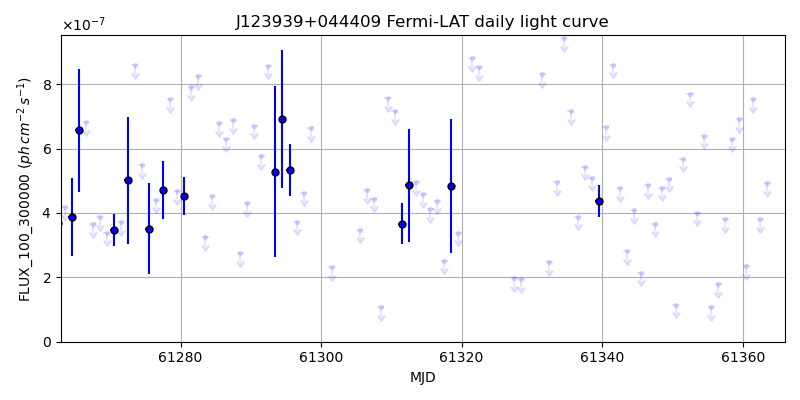 J123939+044409 Fermi-LAT daily light curve
×10⁻⁷
FLUX_100_300000 (ph cm⁻² s⁻¹)
8
6
4
2
0
61280 61300 61320 61340 61360
MJD